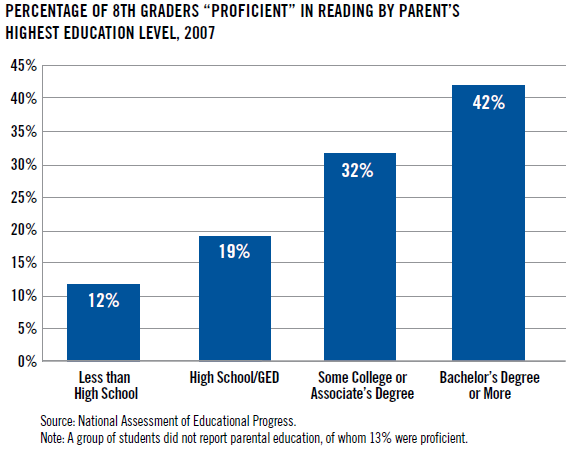 PERCENTAGE OF 8TH GRADERS “PROFICIENT” IN READING BY PARENT’S
HIGHEST EDUCATION LEVEL, 2007
45%
40%
35%
30%
25%
20%
15%
10%
5%
0%
12%
19%
32%
42%
Less than
High School
High School/GED
Some College or
Associate’s Degree
Bachelor’s Degree
or More
Source: National Assessment of Educational Progress.
Note: A group of students did not report parental education, of whom 13% were proficient.